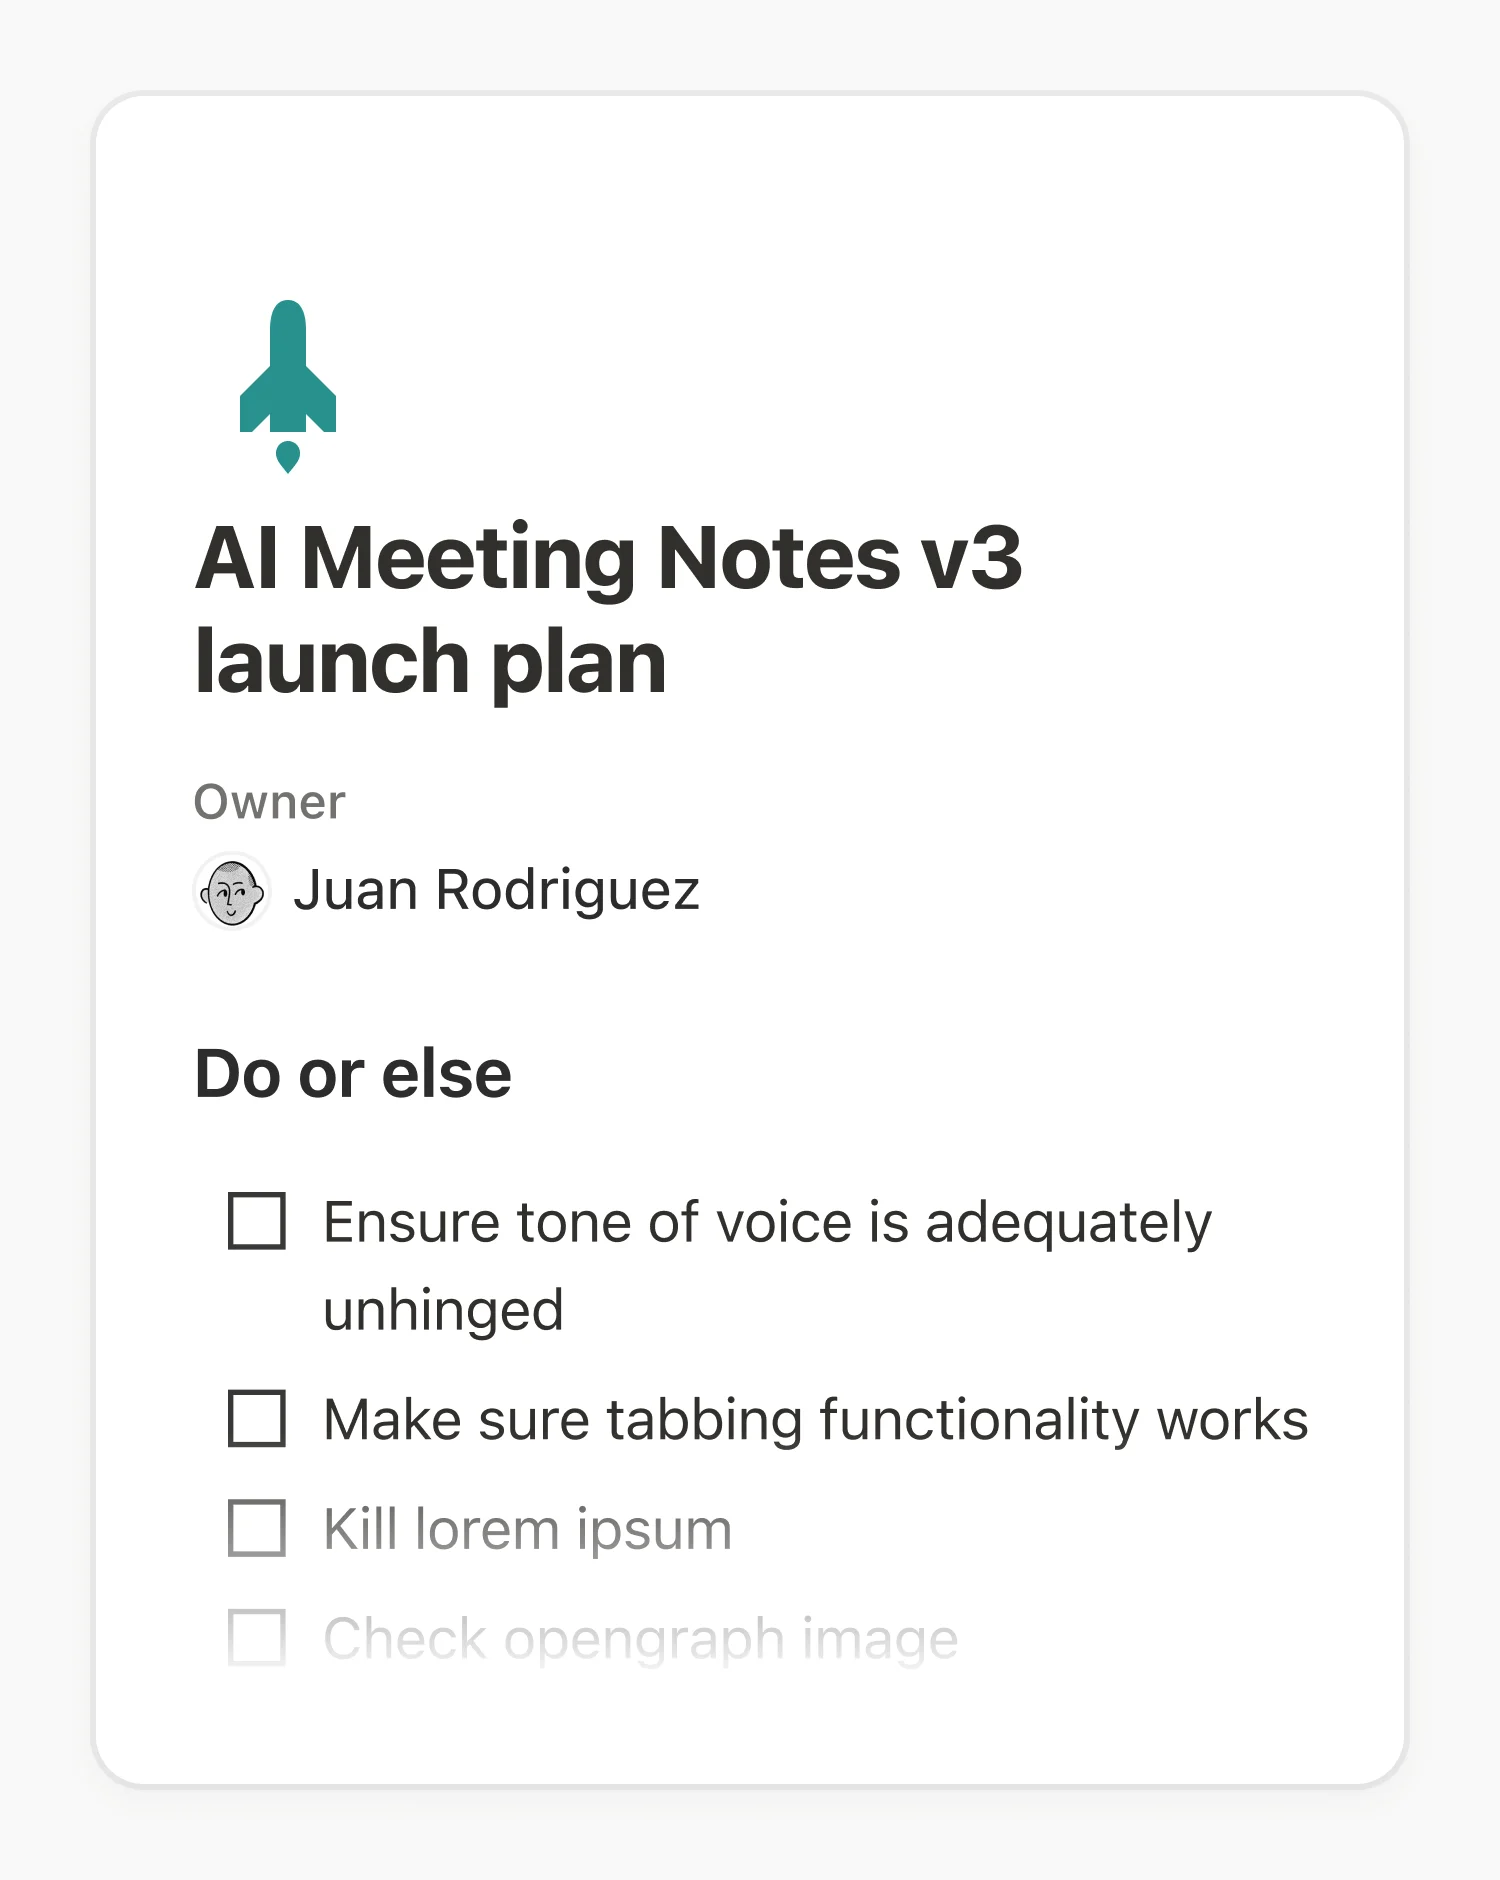 AI Meeting Notes v3
launch plan
Owner
Juan Rodriguez
Do or else
Ensure tone of voice is adequately
unhinged
Make sure tabbing functionality works
Kill lorem ipsum
Check opengraph image